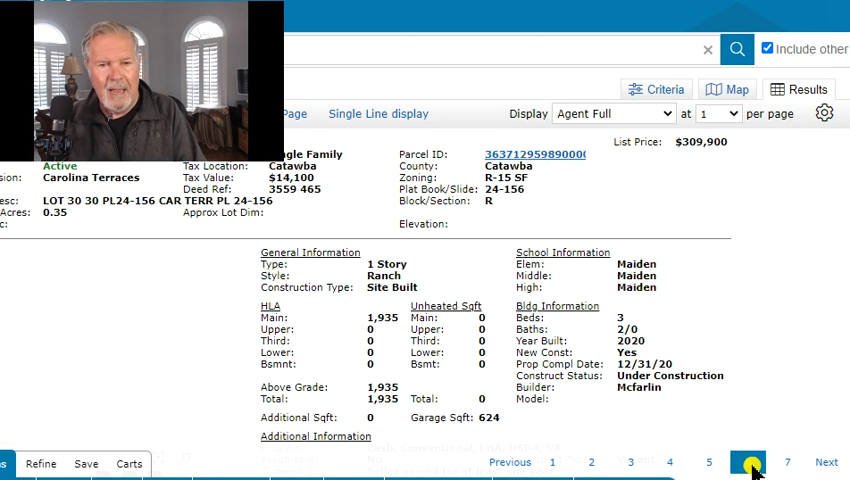 Include other
Criteria Map Results
Page Single Line display Display Agent Full at 1 per page
List Price: $309,900
Family Parcel ID: 36371295989000
Active Tax Location: Catawba County: Catawba
Carolina Terraces Tax Value: $14,100 Zoning: R-15 SF
Deed Ref: 3559 465 Plat Book/Slide: 24-156
LOT 30 30 PL24-156 CAR TERR PL 24-156 Block/Section: R
Acres: 0.35 Approx Lot Dim:
Elevation:
General Information School Information
Type: 1 Story Elem: Maiden
Style: Ranch Middle: Maiden
Construction Type: Site Built High: Maiden
HLA Unheated Sqft Bldg Information
Main: 1,935 Main: 0 Beds: 3
Upper: 0 Upper: 0 Baths: 2/0
Third: 0 Third: 0 Year Built: 2020
Lower: 0 Lower: 0 New Const: Yes
Bsmnt: 0 Bsmt: 0 Prop Compl Date: 12/31/20
Construct Status: Under Construction
Above Grade: 1,935 Builder: Mcfarlin
Total: 1,935 Total: 0 Model:
Additional Sqft: 0 Garage Sqft: 624
Additional Information
Refine Save Carts Previous 1 2 3 4 5 7 Next